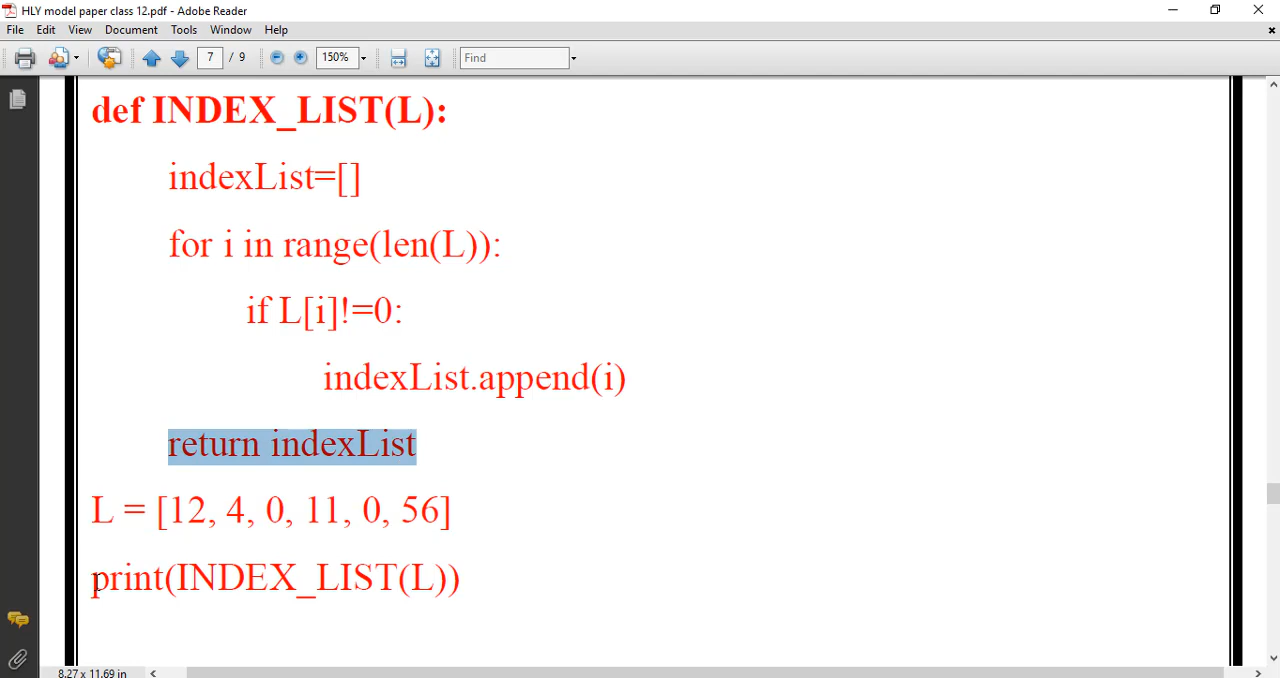 HLY model paper class 12.pdf - Adobe Reader
File Edit View Document Tools Window Help
7 / 9 150% Find
def INDEX_LIST(L):
indexList=[]
for i in range(len(L)):
if L[i]!=0:
indexList.append(i)
return indexList
L = [12, 4, 0, 11, 0, 56]
print(INDEX_LIST(L))
8.27 x 11.69 in